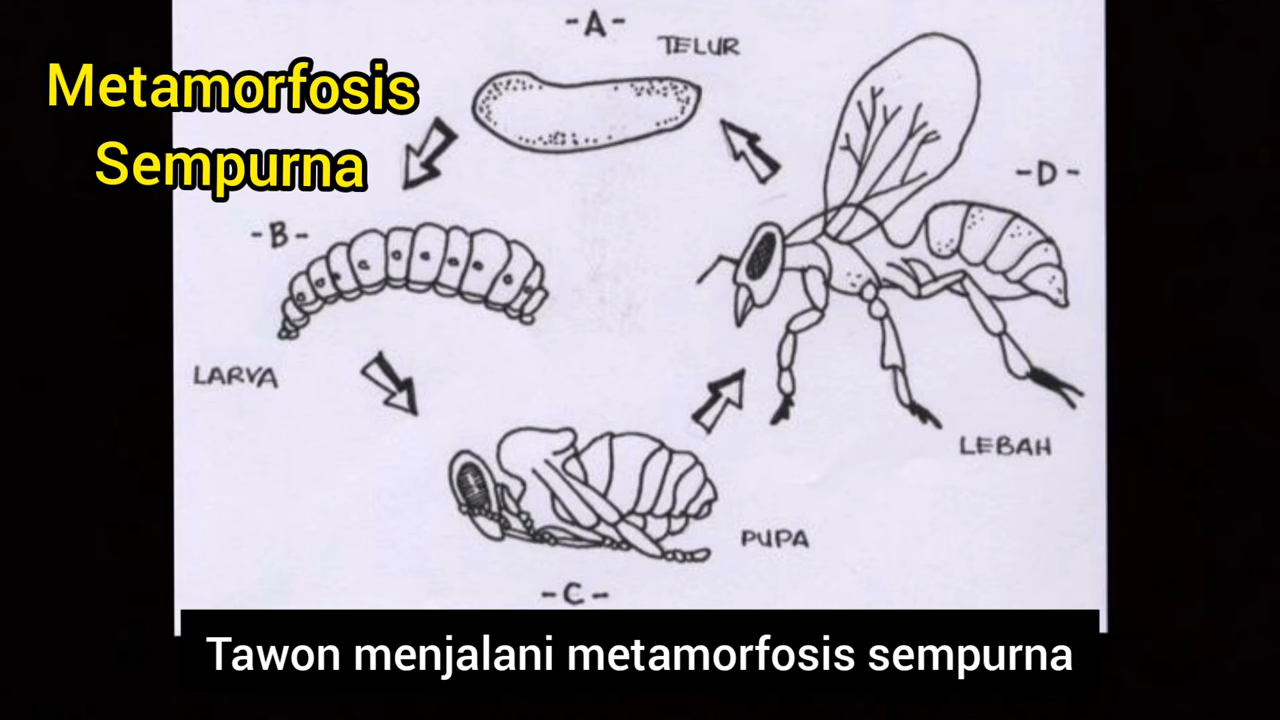 Metamorfosis
Sempurna
-A-
TELUR
-B-
LARVA
-C-
PUPA
-D-
LEBAH
Tawon menjalani metamorfosis sempurna